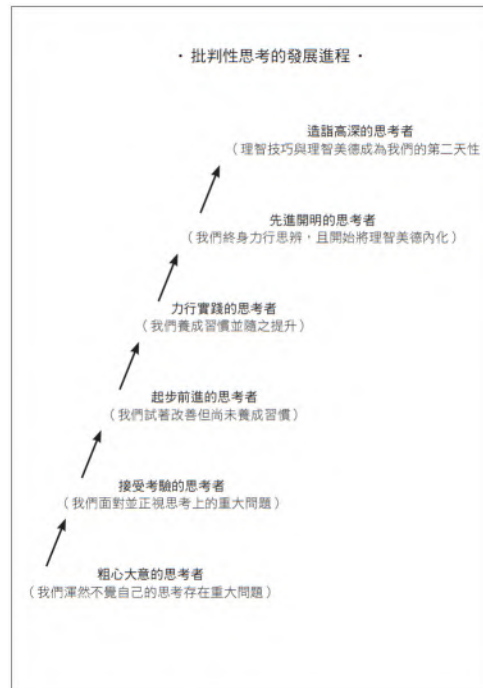 ・批判性思考的發展進程・
造詣高深的思考者
（理智技巧與理智美德成為我們的第二天性
先進開明的思考者
（我們終身力行思辨，且開始將理智美德內化）
力行實踐的思考者
（我們養成習慣並隨之提升）
起步前進的思考者
（我們試著改善但尚未養成習慣）
接受考驗的思考者
（我們面對並正視思考上的重大問題）
粗心大意的思考者
（我們渾然不覺自己的思考存在重大問題）